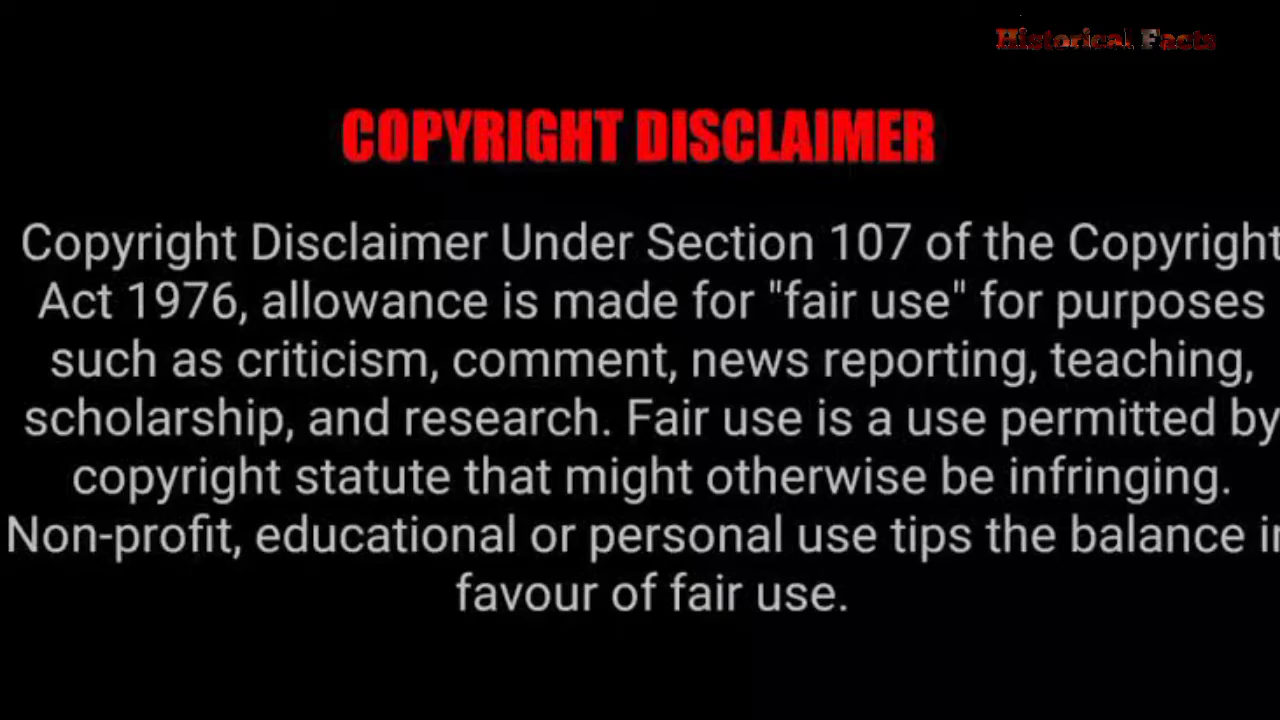 Historical Facts
COPYRIGHT DISCLAIMER
Copyright Disclaimer Under Section 107 of the Copyright
Act 1976, allowance is made for "fair use" for purposes
such as criticism, comment, news reporting, teaching,
scholarship, and research. Fair use is a use permitted by
copyright statute that might otherwise be infringing.
Non-profit, educational or personal use tips the balance in
favour of fair use.